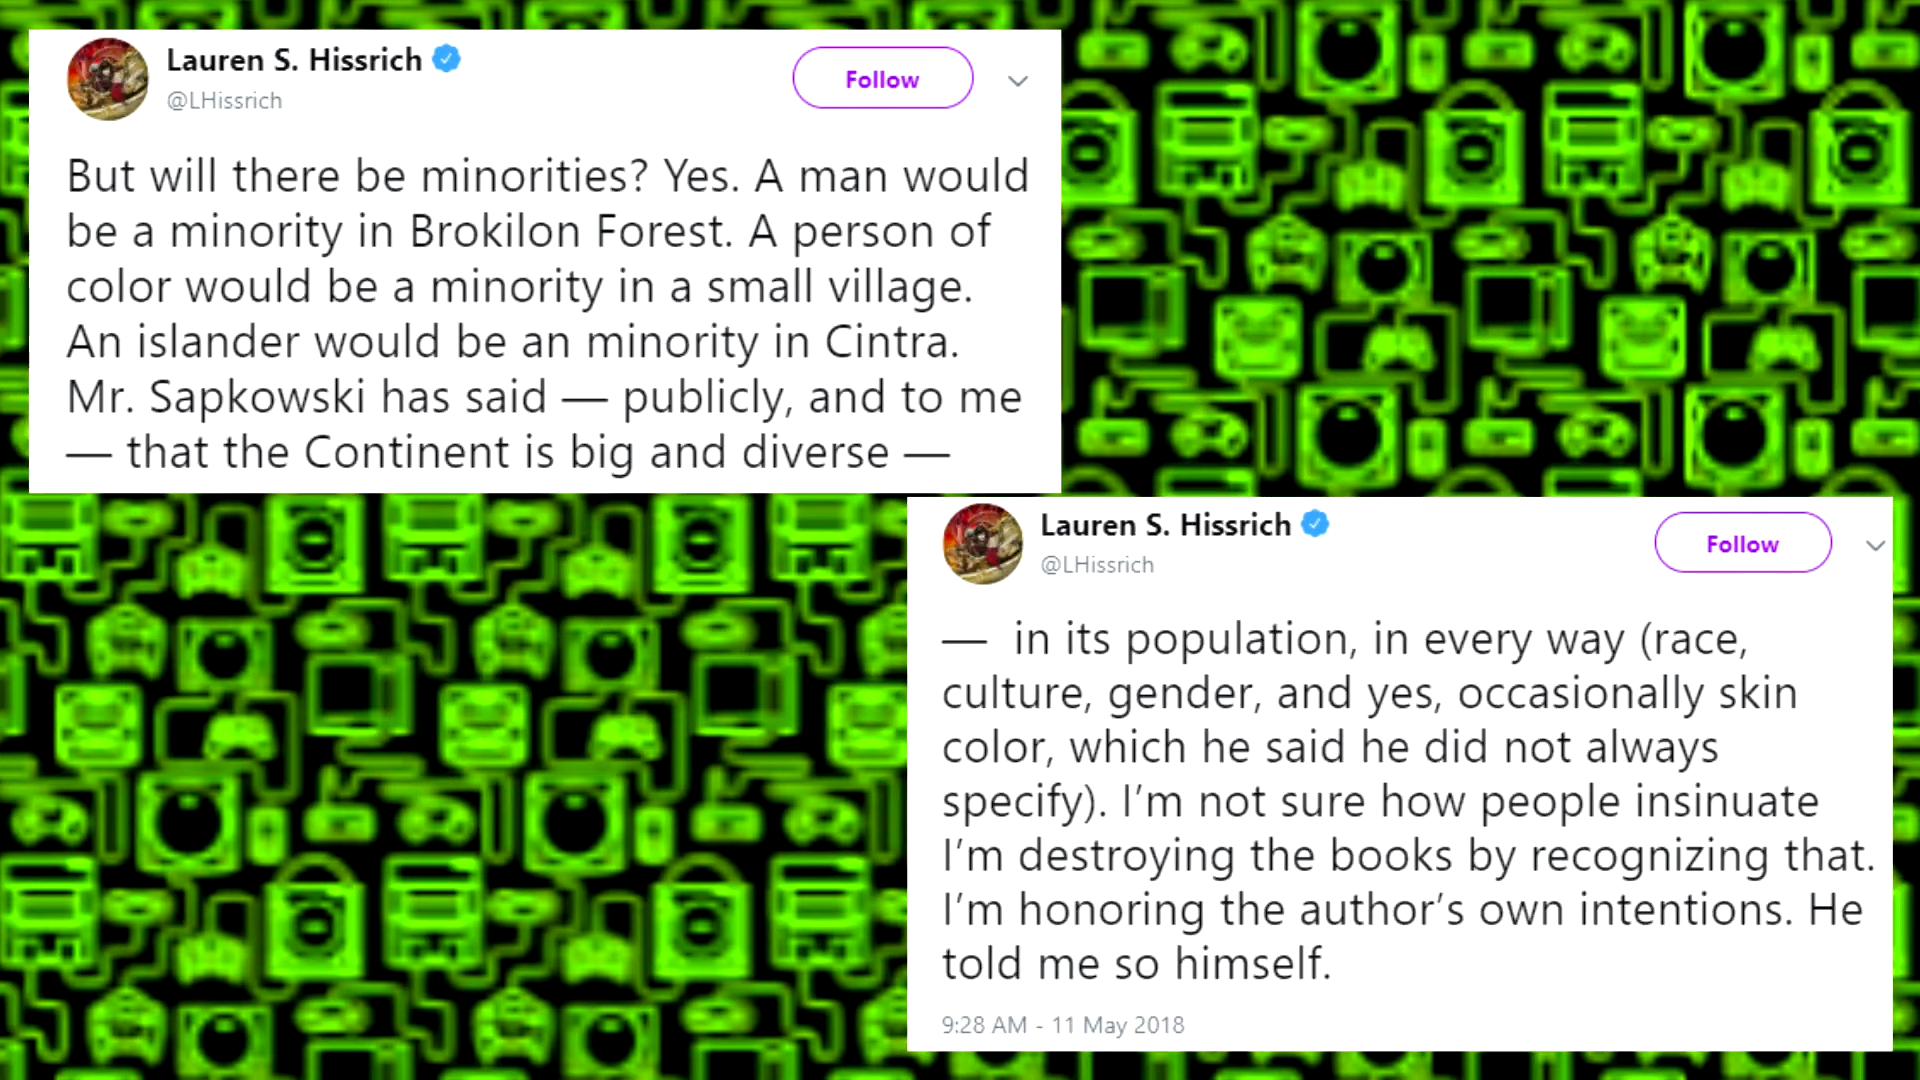 Lauren S. Hissrich
@LHissrich
Follow
But will there be minorities? Yes. A man would
be a minority in Brokilon Forest. A person of
color would be a minority in a small village.
An islander would be an minority in Cintra.
Mr. Sapkowski has said — publicly, and to me
— that the Continent is big and diverse —
Lauren S. Hissrich
@LHissrich
Follow
— in its population, in every way (race,
culture, gender, and yes, occasionally skin
color, which he said he did not always
specify). I’m not sure how people insinuate
I’m destroying the books by recognizing that.
I’m honoring the author’s own intentions. He
told me so himself.
9:28 AM - 11 May 2018